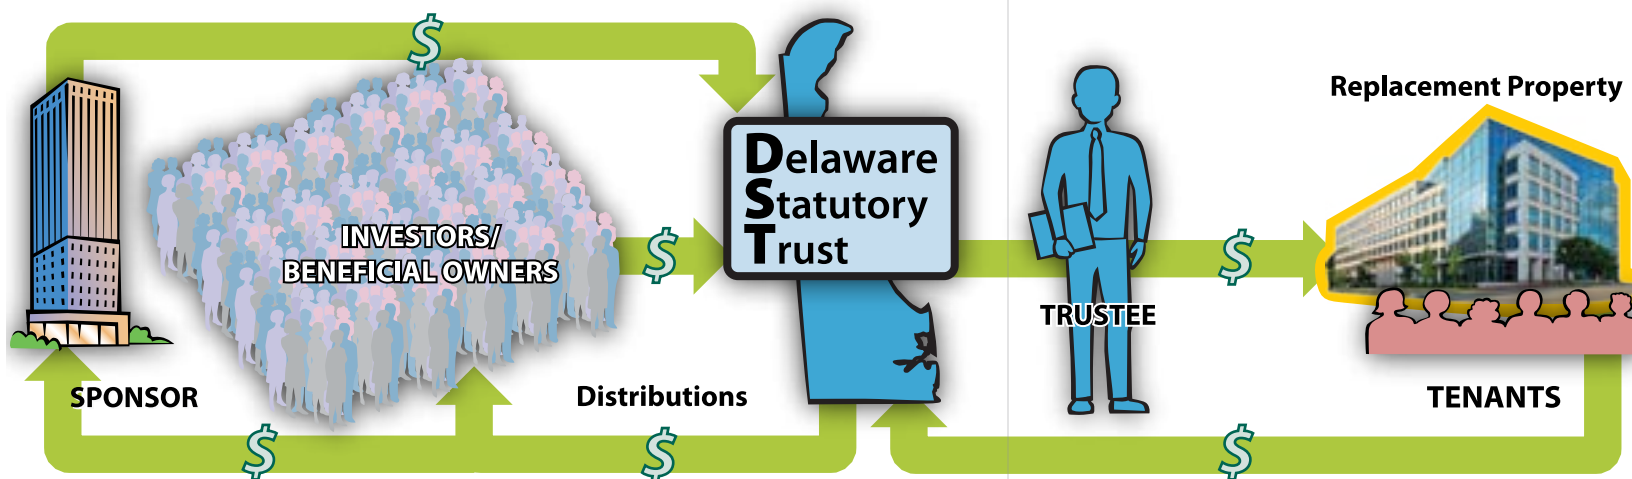 $
Replacement Property
Delaware
Statutory
Trust
INVESTORS/
BENEFICIAL OWNERS
$
$
TRUSTEE
SPONSOR
Distributions
TENANTS
$
$
$